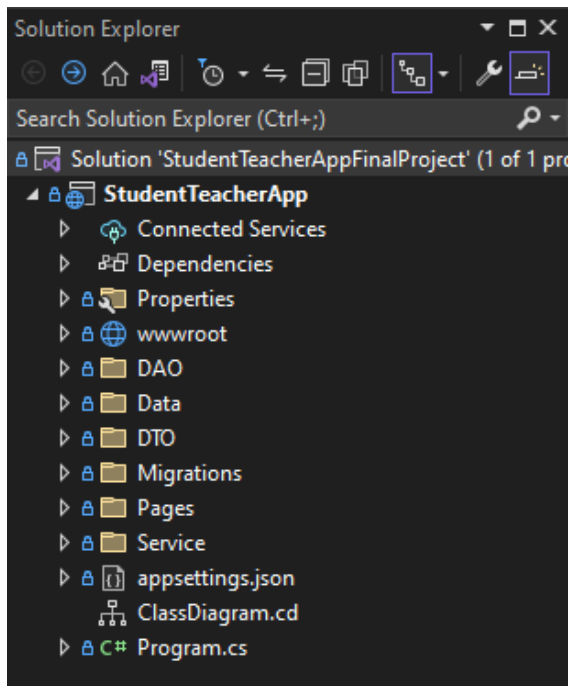 Solution Explorer
Search Solution Explorer (Ctrl+;)
Solution 'StudentTeacherAppFinalProject' (1 of 1 pro
StudentTeacherApp
Connected Services
Dependencies
Properties
wwwroot
DAO
Data
DTO
Migrations
Pages
Service
appsettings.json
ClassDiagram.cd
C# Program.cs